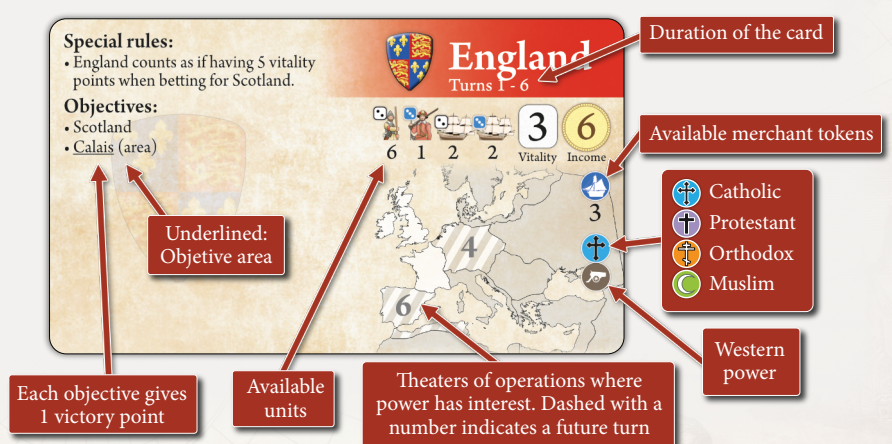 Special rules:
• England counts as if having 5 vitality
points when betting for Scotland.
Objectives:
• Scotland
• Calais (area)
England
Turns 1 - 6
6 1 2 2
3
Vitality
6
Income
3
4
6
Duration of the card
Available merchant tokens
Catholic
Protestant
Orthodox
Muslim
Western
power
Underlined:
Objetive area
Each objective gives
1 victory point
Available
units
Theaters of operations where
power has interest. Dashed with a
number indicates a future turn